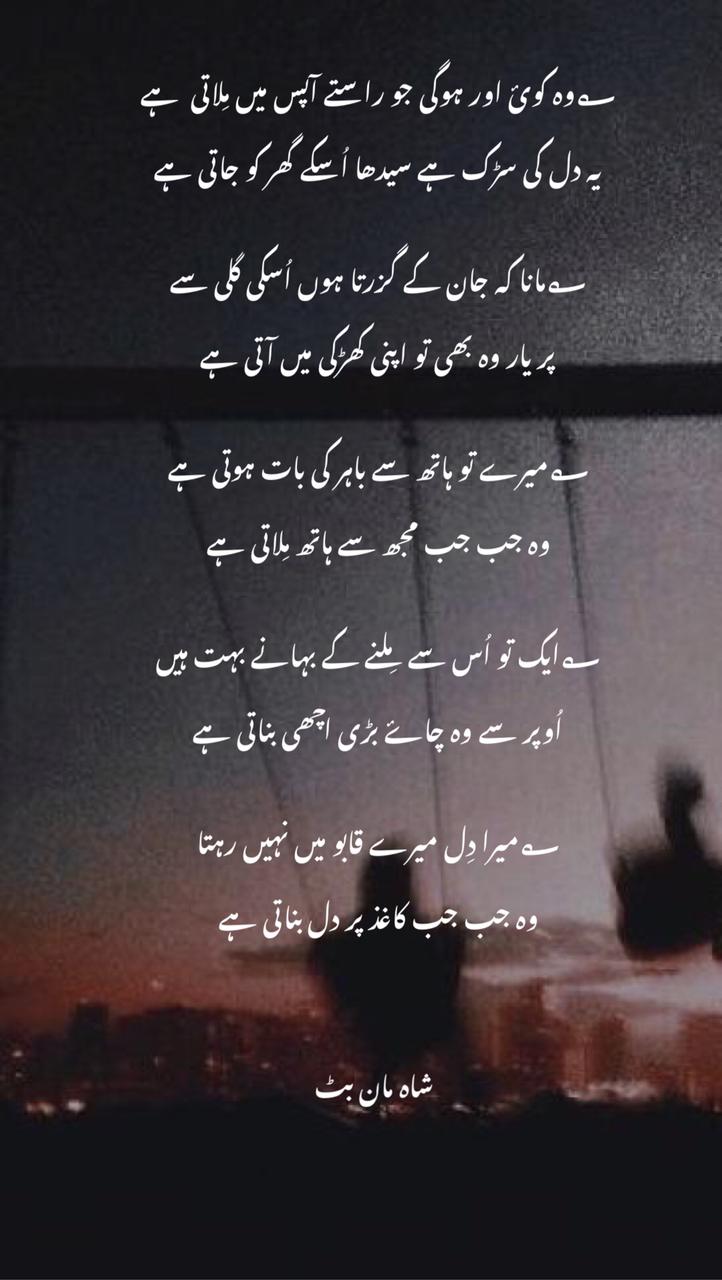 ؎ وہ کوئ اور ہوگی جو راستے آپس میں مِلاتی ہے
یہ دل کی سڑک ہے سیدھا اُسکے گھر کو جاتی ہے
؎ مانا کہ جان کے گزرتا ہوں اُسکی گلی سے
پر یار وہ بھی تو اپنی کھڑکی میں آتی ہے
؎ میرے تو ہاتھ سے باہر کی بات ہوتی ہے
وہ جب جب مجھ سے ہاتھ مِلاتی ہے
؎ ایک تو اُس سے مِلنے کے بہانے بہت ہیں
اُوپر سے وہ چائے بڑی اچھی بناتی ہے
؎ میرا دِل میرے قابو میں نہیں رہتا
وہ جب جب کاغذ پر دل بناتی ہے
شاہ مان بٹ